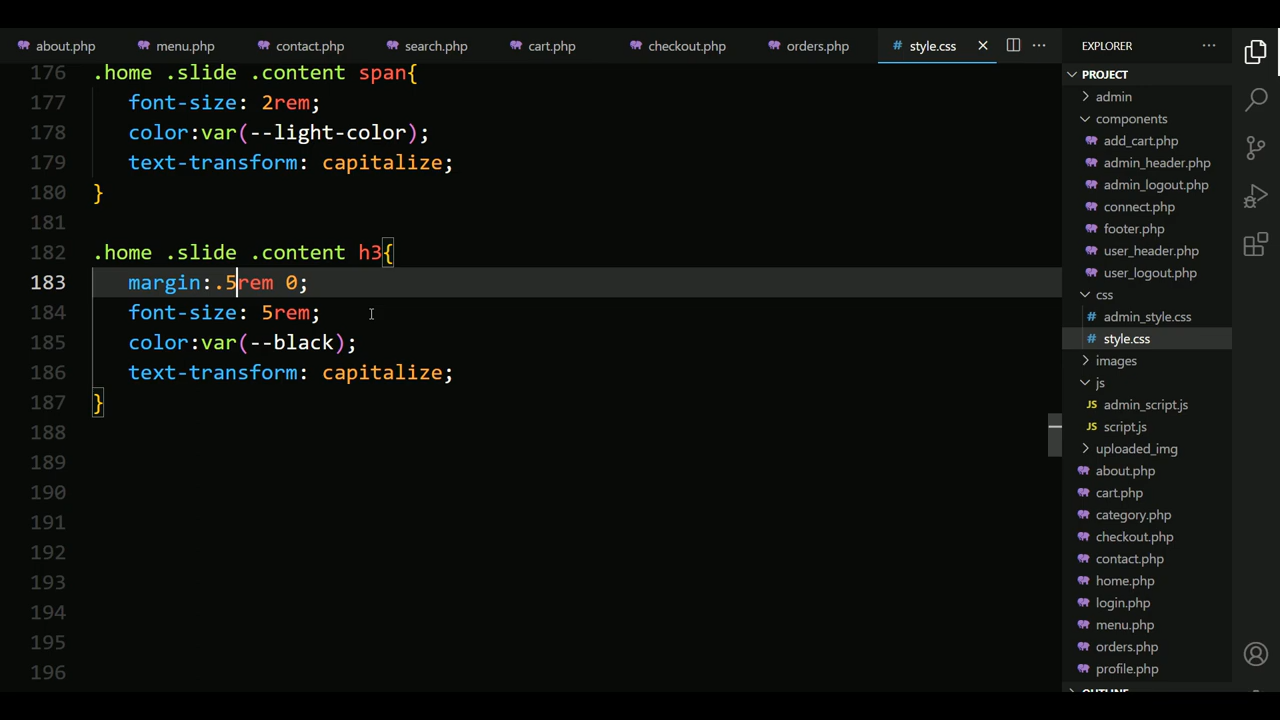 about.php menu.php contact.php search.php cart.php checkout.php orders.php # style.css
176 .home .slide .content span{
177 font-size: 2rem;
178 color:var(--light-color);
179 text-transform: capitalize;
180 }
181
182 .home .slide .content h3{
183 margin:.5rem 0;
184 font-size: 5rem;
185 color:var(--black);
186 text-transform: capitalize;
187 }
188
189
190
191
192
193
194
195
196
EXPLORER
PROJECT
admin
components
add_cart.php
admin_header.php
admin_logout.php
connect.php
footer.php
user_header.php
user_logout.php
css
# admin_style.css
# style.css
images
js
JS admin_script.js
JS script.js
uploaded_img
about.php
cart.php
category.php
checkout.php
contact.php
home.php
login.php
menu.php
orders.php
profile.php
OUTLINE